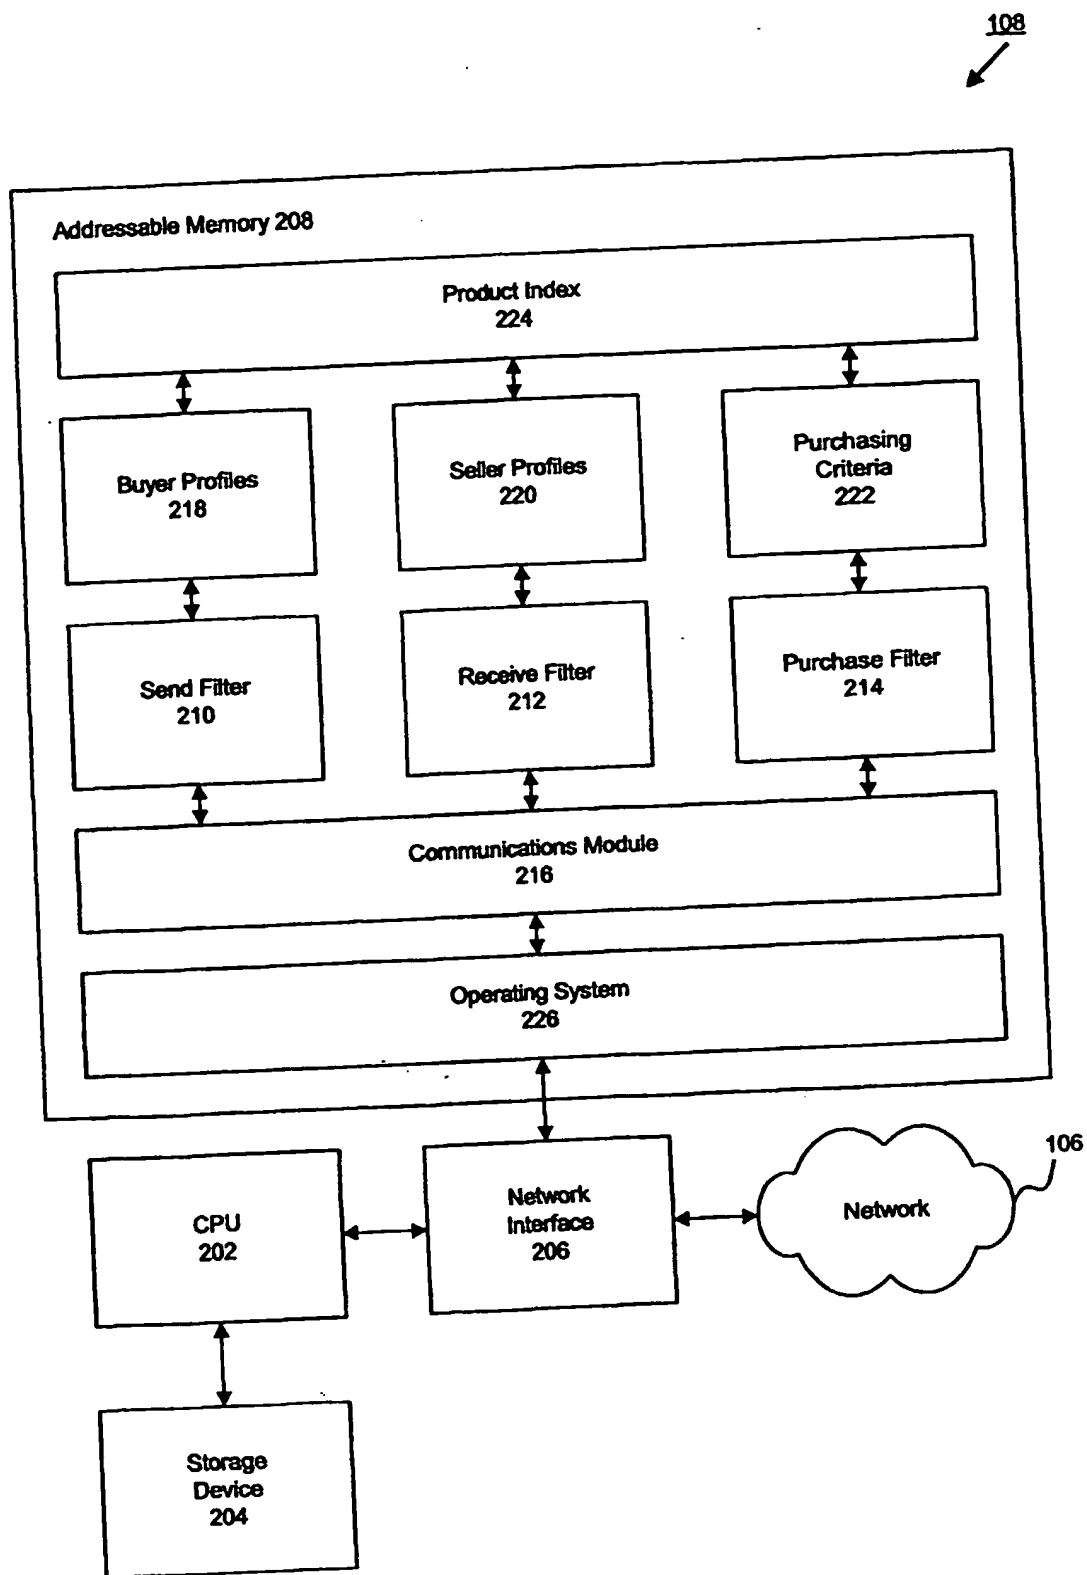 108
Addressable Memory 208
Product Index
224
Buyer Profiles
218
Seller Profiles
220
Purchasing
Criteria
222
Send Filter
210
Receive Filter
212
Purchase Filter
214
Communications Module
216
Operating System
226
CPU
202
Network
Interface
206
Network
106
Storage
Device
204